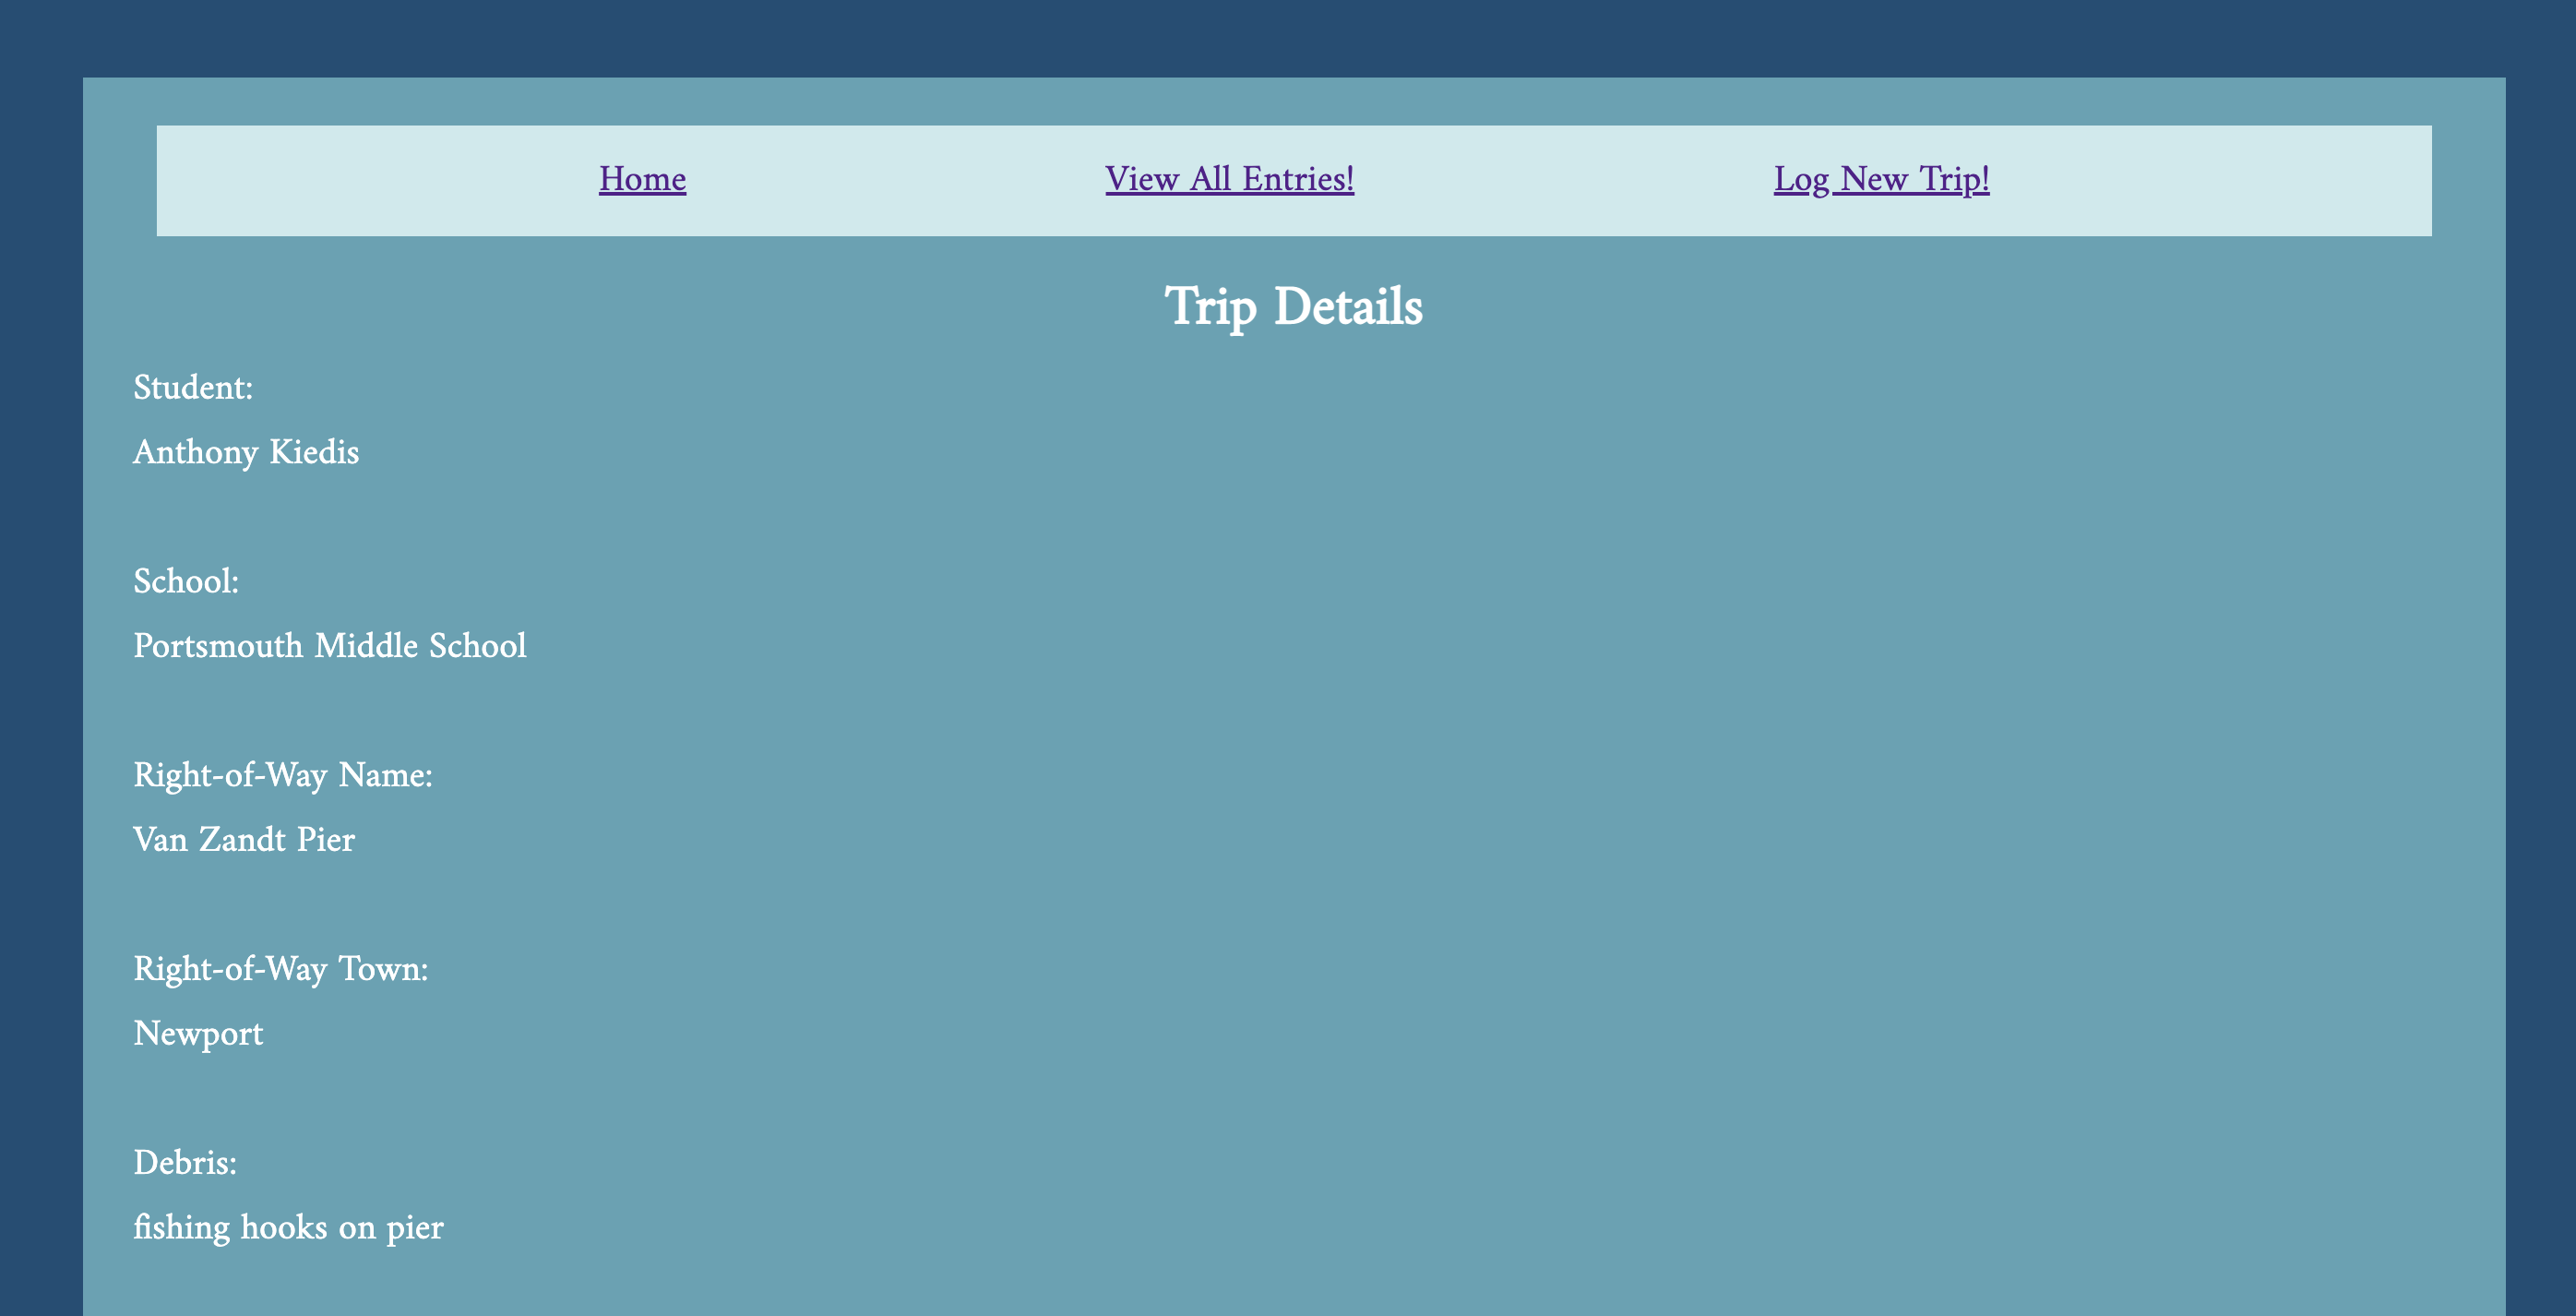 Home View All Entries! Log New Trip!
Trip Details
Student:
Anthony Kiedis
School:
Portsmouth Middle School
Right-of-Way Name:
Van Zandt Pier
Right-of-Way Town:
Newport
Debris:
fishing hooks on pier